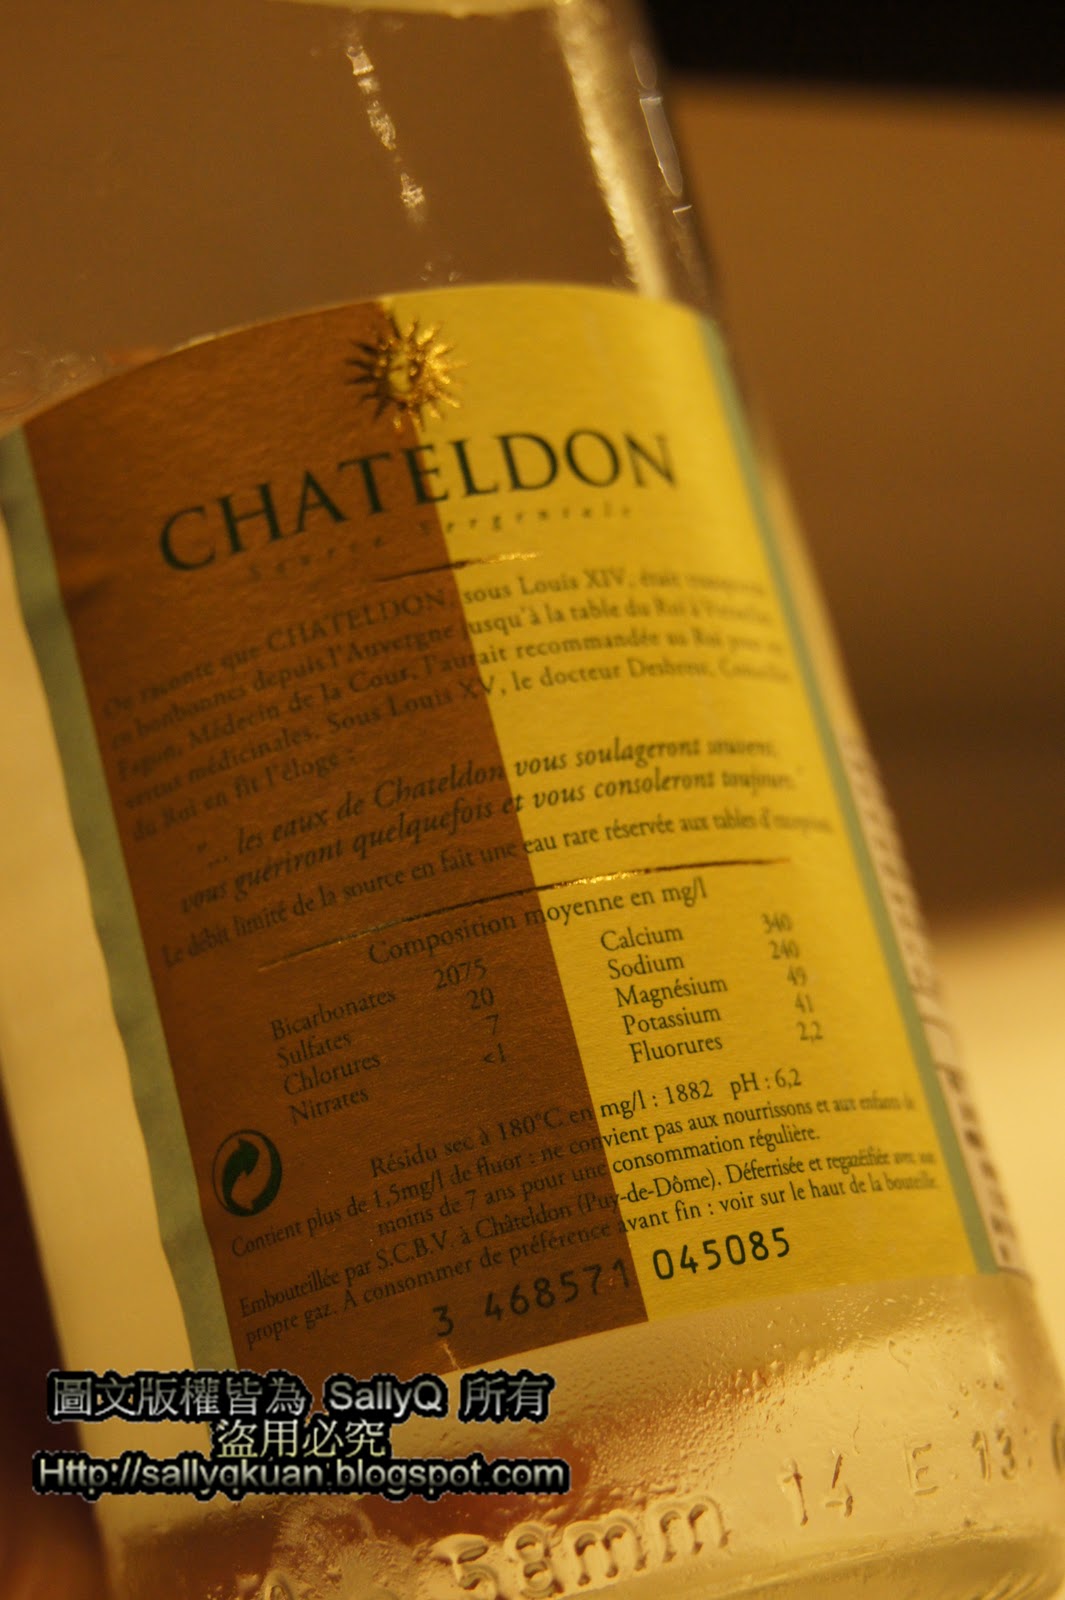 CHATELDON
Source Sergentale
On raconte que CHATELDON, sous Louis XIV, était
en bonbonnes depuis l'Auvergne jusqu'à la table du Roi à Versailles.
Fagon, Médecin de la Cour, l'aurait recommandée au Roi pour ses
vertus médicinales. Sous Louis XV, le docteur Desbrest, Conseiller
du Roi en fit l'éloge :
"... les eaux de Chateldon vous soulageront souvent,
vous guériront quelquefois et vous consoleront toujours."
Le débit limité de la source en fait une eau rare réservée aux tables d'exception.
Composition moyenne en mg/l
Bicarbonates 2075 Calcium 340
Sulfates 20 Sodium 240
Chlorures 7 Magnésium 49
Nitrates <1 Potassium 41
Fluorures 2,2
Résidu sec à 180°C en mg/l : 1882 pH : 6,2
Contient plus de 1,5mg/l de fluor : ne convient pas aux nourrissons et aux enfants de
moins de 7 ans pour une consommation régulière.
Embouteillée par S.C.B.V. à Châteldon (Puy-de-Dôme). Déferrisée et regazéifiée avec son
propre gaz. A consommer de préférence avant fin : voir sur le haut de la bouteille.
3 468571 045085
圖文版權皆為 SallyQ 所有
盜用必究
Http://sallyqkuan.blogspot.com
58mm 14 E.13: